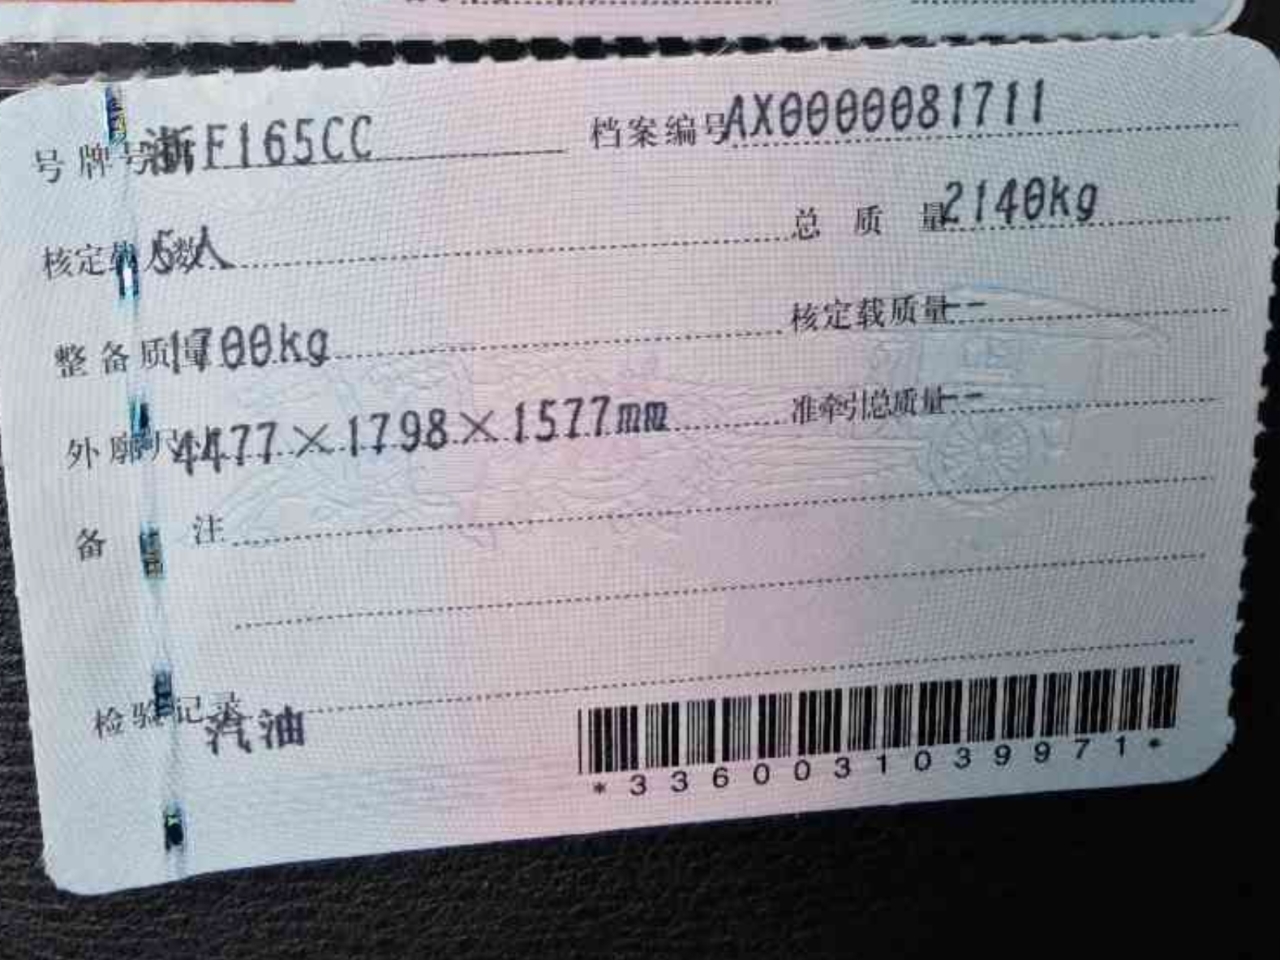 号牌号码 浙F165CC 档案编号 AX0000081711
核定载人数 5人 总质量 2140kg
整备质量 1700kg 核定载质量 --
外廓尺寸 4477×1798×1577mm 准牵引总质量 --
备注
检验记录 汽油
*3360031039971*